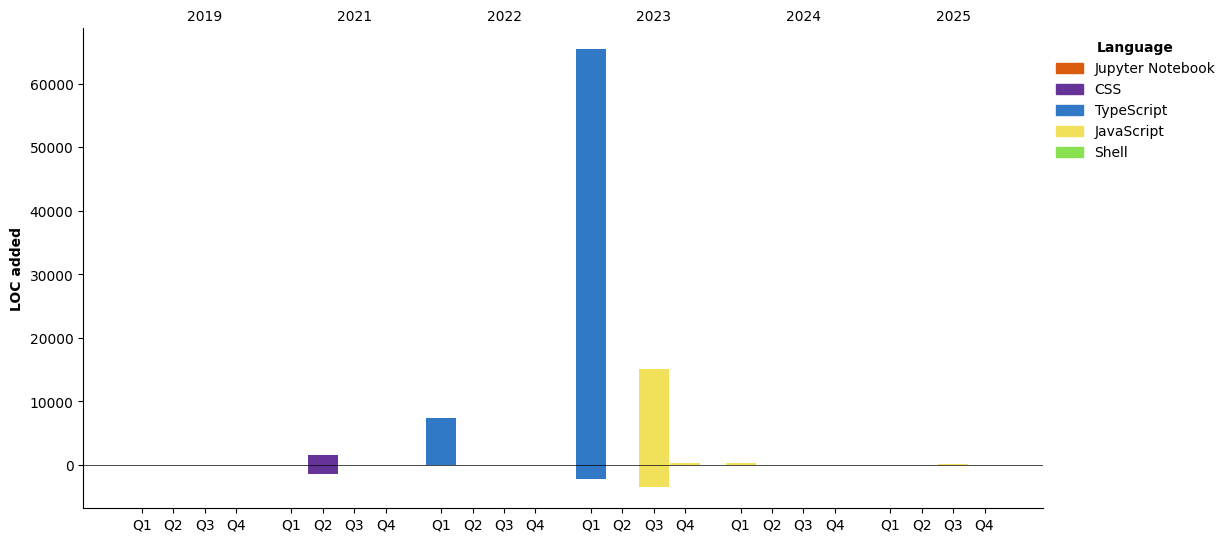 2019 2021 2022 2023 2024 2025
Language
Jupyter Notebook
CSS
TypeScript
JavaScript
Shell
LOC added
60000
50000
40000
30000
20000
10000
0
Q1 Q2 Q3 Q4 Q1 Q2 Q3 Q4 Q1 Q2 Q3 Q4 Q1 Q2 Q3 Q4 Q1 Q2 Q3 Q4 Q1 Q2 Q3 Q4